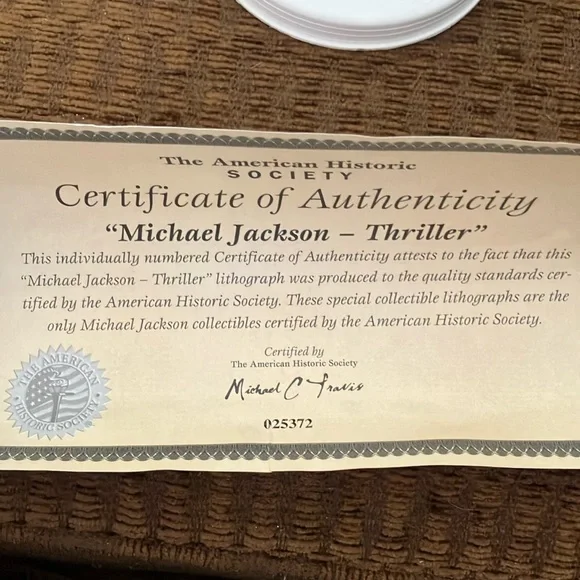 The American Historic
SOCIETY
Certificate of Authenticity
“Michael Jackson – Thriller”
This individually numbered Certificate of Authenticity attests to the fact that this
“Michael Jackson – Thriller” lithograph was produced to the quality standards cer-
tified by the American Historic Society. These special collectible lithographs are the
only Michael Jackson collectibles certified by the American Historic Society.
Certified by
The American Historic Society
Michael C Travis
025372
THE AMERICAN
HISTORIC SOCIETY